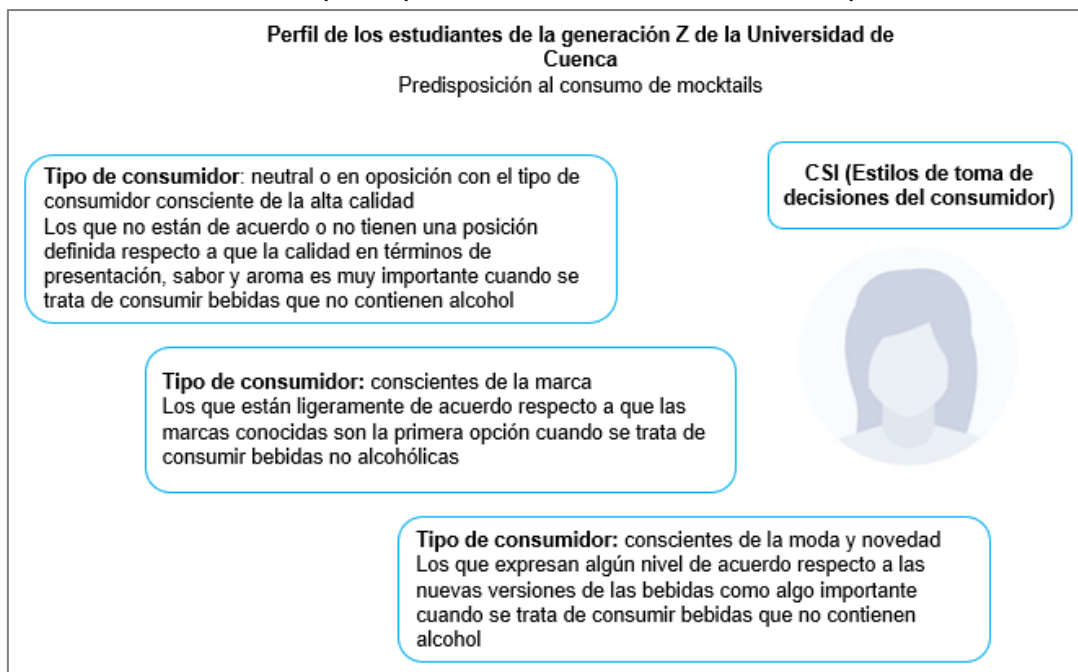 Perfil de los estudiantes de la generación Z de la Universidad de
Cuenca
Predisposición al consumo de mocktails
Tipo de consumidor: neutral o en oposición con el tipo de
consumidor consciente de la alta calidad
Los que no están de acuerdo o no tienen una posición
definida respecto a que la calidad en términos de
presentación, sabor y aroma es muy importante cuando se
trata de consumir bebidas que no contienen alcohol
CSI (Estilos de toma de
decisiones del consumidor)
Tipo de consumidor: conscientes de la marca
Los que están ligeramente de acuerdo respecto a que las
marcas conocidas son la primera opción cuando se trata de
consumir bebidas no alcohólicas
Tipo de consumidor: conscientes de la moda y novedad
Los que expresan algún nivel de acuerdo respecto a las
nuevas versiones de las bebidas como algo importante
cuando se trata de consumir bebidas que no contienen
alcohol